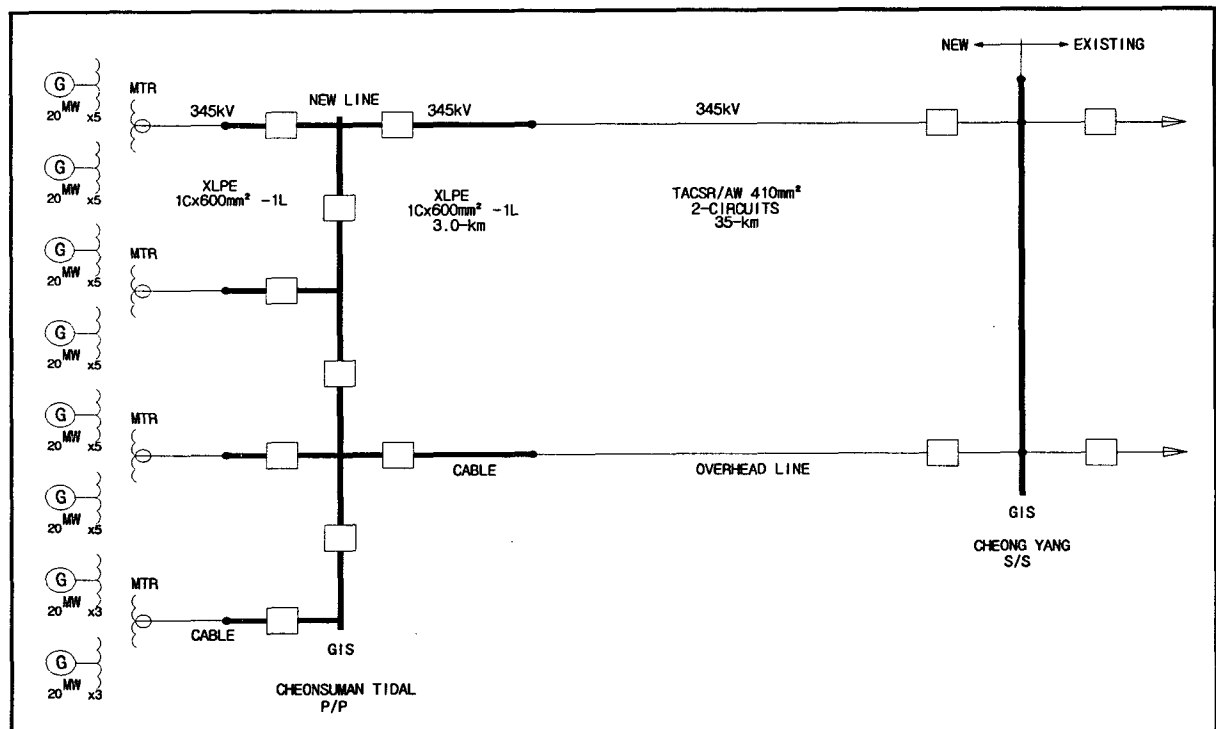 NEW
EXISTING
G
20MW x5
MTR
345kV
NEW LINE
345kV
345kV
G
20MW x5
XLPE
1Cx600mm² -1L
XLPE
1Cx600mm² -1L
3.0-km
TACSR/AW 410mm²
2-CIRCUITS
35-km
G
20MW x5
MTR
G
20MW x5
G
20MW x5
MTR
CABLE
OVERHEAD LINE
G
20MW x5
GIS
CHEONG YANG
S/S
G
20MW x3
MTR
CABLE
GIS
G
20MW x3
CHEONSUMAN TIDAL
P/P